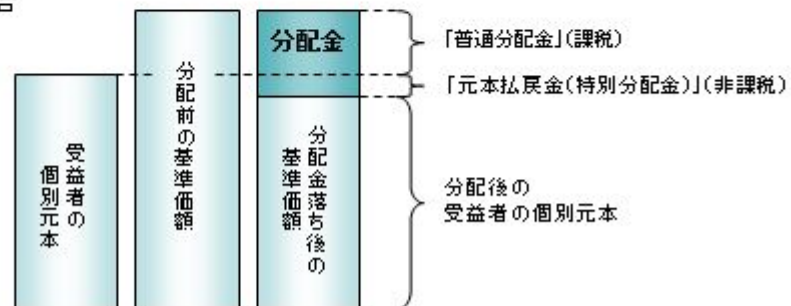 受益者の
個別元本
分配前の基準価額
分配金
分配金落ち後の
基準価額
「普通分配金」(課税)
「元本払戻金(特別分配金)」(非課税)
分配後の
受益者の個別元本